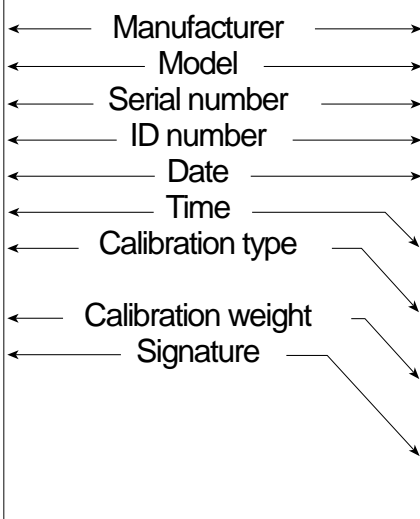 Manufacturer
Model
Serial number
ID number
Date
Time
Calibration type
Calibration weight
Signature